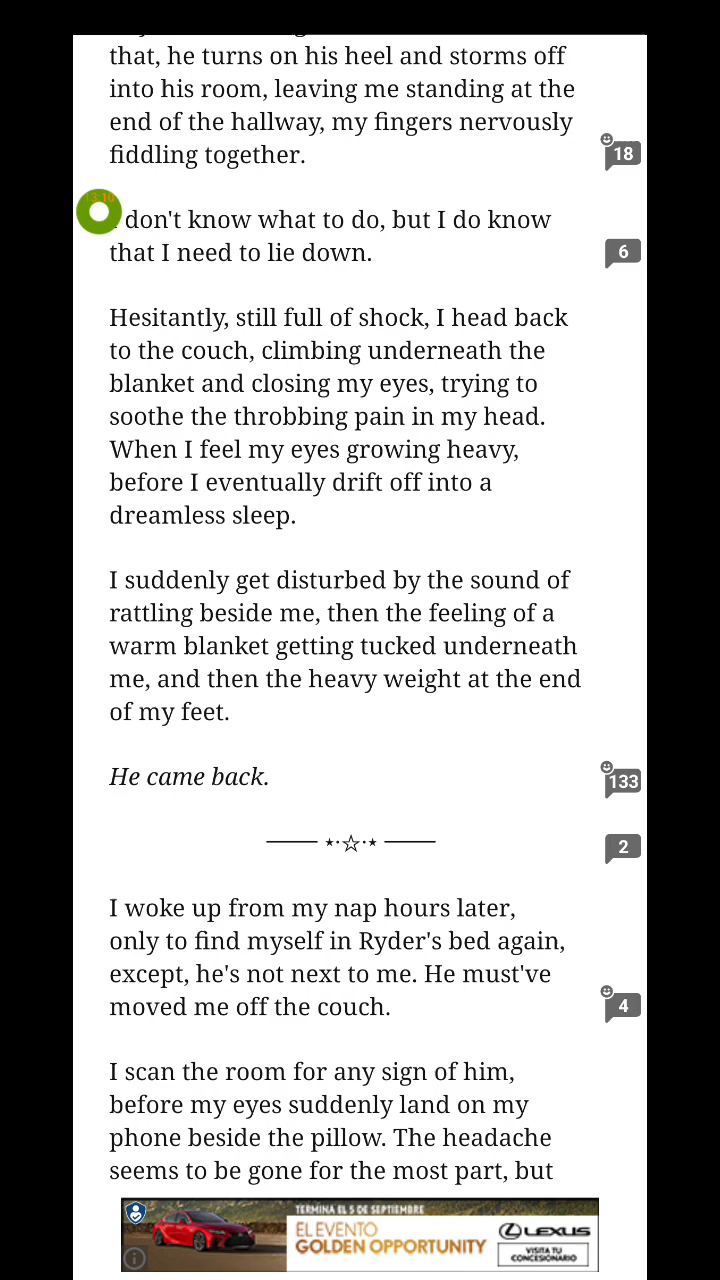 that, he turns on his heel and storms off
into his room, leaving me standing at the
end of the hallway, my fingers nervously
fiddling together.
18
don't know what to do, but I do know
that I need to lie down.
6
Hesitantly, still full of shock, I head back
to the couch, climbing underneath the
blanket and closing my eyes, trying to
soothe the throbbing pain in my head.
When I feel my eyes growing heavy,
before I eventually drift off into a
dreamless sleep.
I suddenly get disturbed by the sound of
rattling beside me, then the feeling of a
warm blanket getting tucked underneath
me, and then the heavy weight at the end
of my feet.
He came back.
133
2
I woke up from my nap hours later,
only to find myself in Ryder's bed again,
except, he's not next to me. He must've
moved me off the couch.
4
I scan the room for any sign of him,
before my eyes suddenly land on my
phone beside the pillow. The headache
seems to be gone for the most part, but
TERMINA EL 5 DE SEPTIEMBRE
EL EVENTO
GOLDEN OPPORTUNITY
LEXUS
VISITA TU
CONCESIONARIO